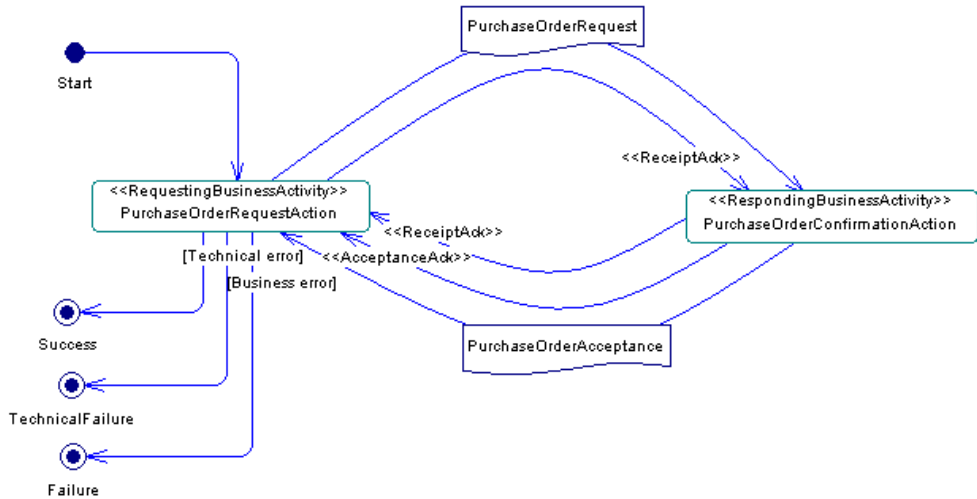 PurchaseOrderRequest
Start
<<ReceiptAck>>
<<RequestingBusinessActivity>>
PurchaseOrderRequestAction
<<RespondingBusinessActivity>>
PurchaseOrderConfirmationAction
<<ReceiptAck>>
[Technical error]
<<AcceptanceAck>>
[Business error]
Success
PurchaseOrderAcceptance
TechnicalFailure
Failure